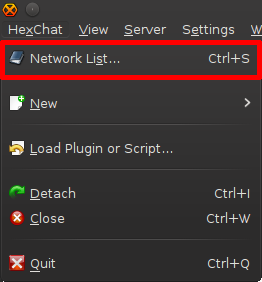 HexChat View Server Settings W
Network List... Ctrl+S
New
Load Plugin or Script...
Detach Ctrl+I
Close Ctrl+W
Quit Ctrl+Q